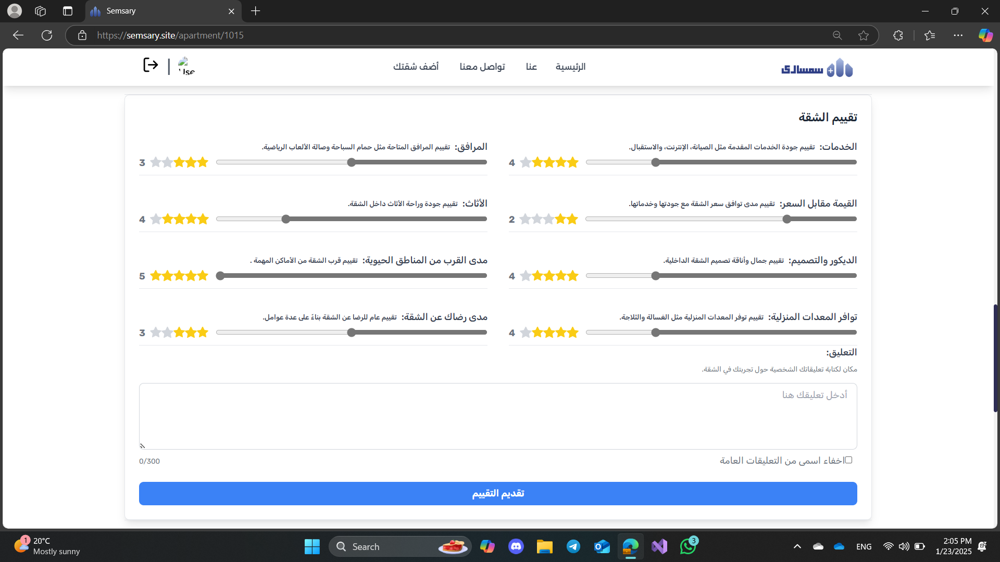 Semsary
https://semsary.site/apartment/1015
سمسارى
الرئيسية
عنا
تواصل معنا
أضف شقتك
Use
تقييم الشقة
الخدمات: تقييم جودة الخدمات المقدمة مثل الصيانة، الإنترنت، والاستقبال.
4
المرافق: تقييم المرافق المتاحة مثل حمام السباحة وصالة الألعاب الرياضية.
3
القيمة مقابل السعر: تقييم مدى توافق سعر الشقة مع جودتها وخدماتها.
2
الأثاث: تقييم جودة وراحة الأثاث داخل الشقة.
4
الديكور والتصميم: تقييم جمال وأناقة تصميم الشقة الداخلية.
4
مدى القرب من المناطق الحيوية: تقييم قرب الشقة من الأماكن المهمة .
5
توافر المعدات المنزلية: تقييم توفر المعدات المنزلية مثل الغسالة والثلاجة.
4
مدى رضاك عن الشقة: تقييم عام للرضا عن الشقة بناءً على عدة عوامل.
3
التعليق:
مكان لكتابة تعليقاتك الشخصية حول تجربتك في الشقة.
أدخل تعليقك هنا
اخفاء اسمى من التعليقات العامة
0/300
تقديم التقييم
1
20°C
Mostly sunny
Search
3
ENG
2:05 PM
1/23/2025